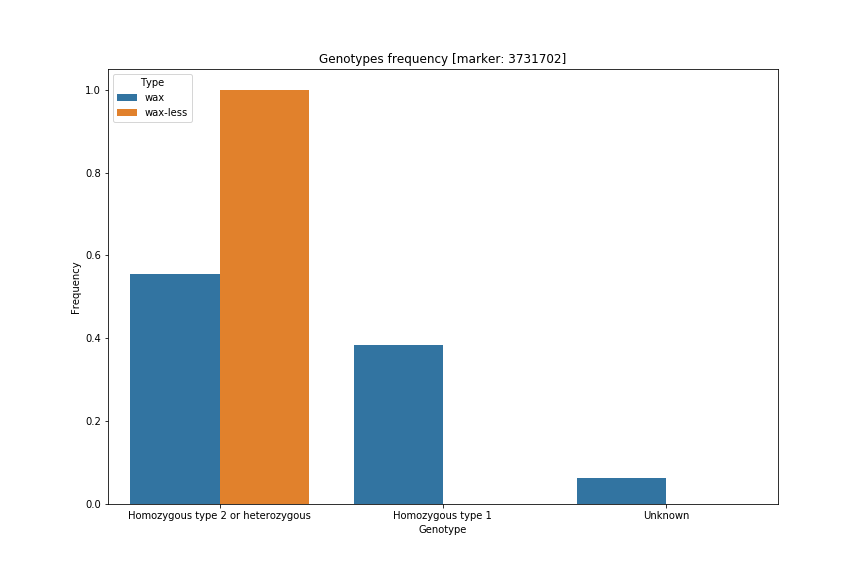 Genotypes frequency [marker: 3731702]
Type
wax
wax-less
1.0
0.8
0.6
0.4
0.2
0.0
Frequency
Homozygous type 2 or heterozygous
Homozygous type 1
Unknown
Genotype